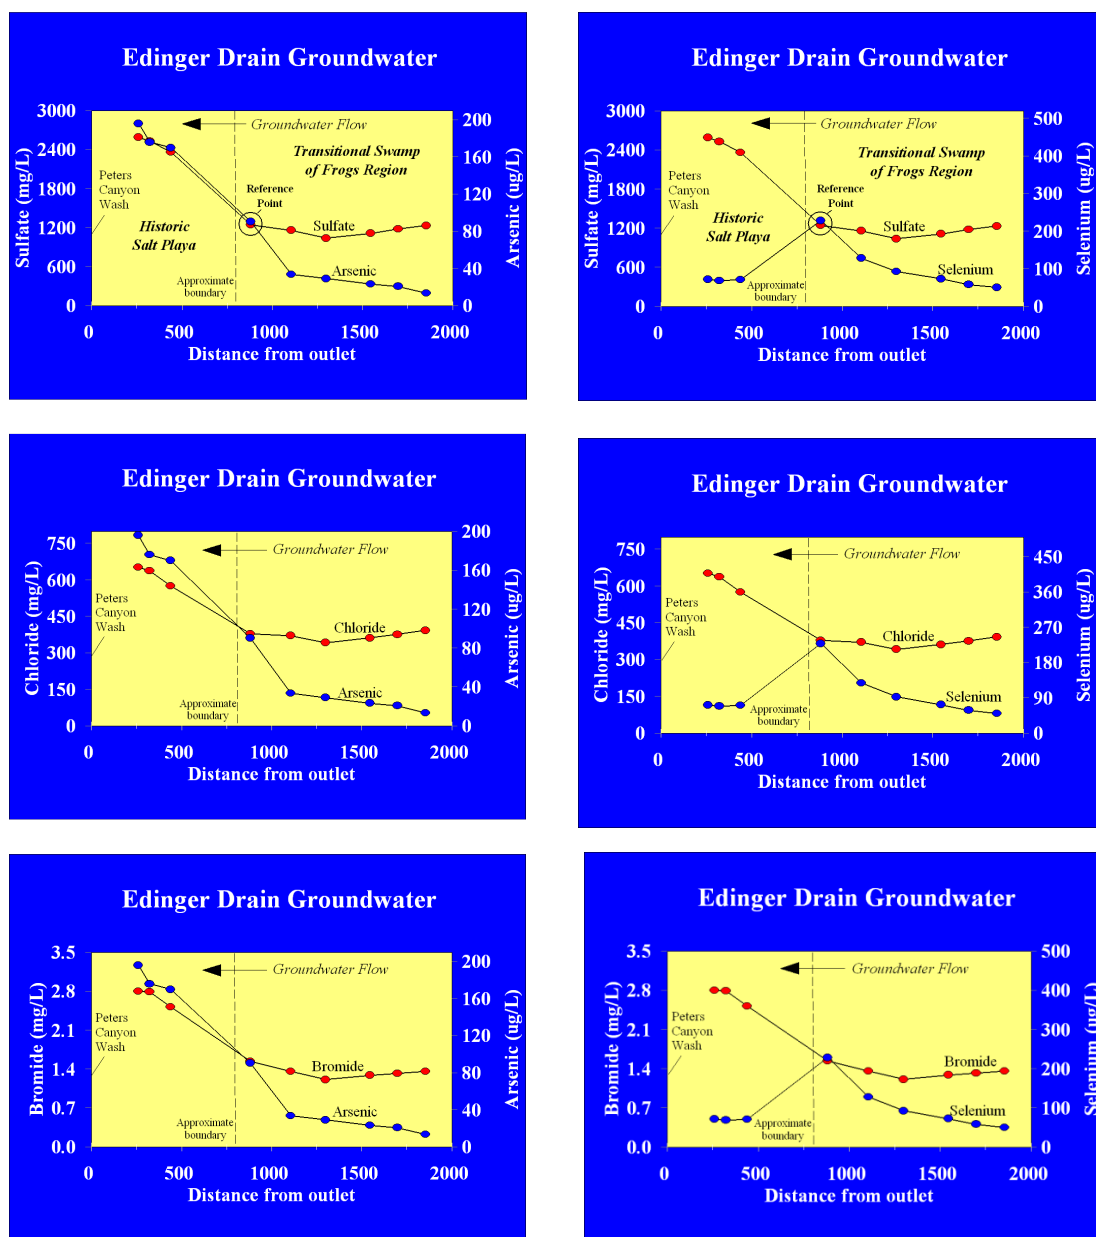 Edinger Drain Groundwater
3000
2400
1800
1200
600
0
Sulfate (mg/L)
200
160
120
80
40
0
Arsenic (ug/L)
Groundwater Flow
Transitional Swamp
of Frogs Region
Peters
Canyon
Wash
Historic
Salt Playa
Reference
Point
Sulfate
Arsenic
Approximate
boundary
0 500 1000 1500 2000
Distance from outlet
Edinger Drain Groundwater
3000
2400
1800
1200
600
0
Sulfate (mg/L)
500
400
300
200
100
0
Selenium (ug/L)
Groundwater Flow
Transitional Swamp
of Frogs Region
Peters
Canyon
Wash
Historic
Salt Playa
Reference
Point
Sulfate
Selenium
Approximate
boundary
0 500 1000 1500 2000
Distance from outlet
Edinger Drain Groundwater
750
600
450
300
150
0
Chloride (mg/L)
200
160
120
80
40
0
Arsenic (ug/L)
Groundwater Flow
Peters
Canyon
Wash
Chloride
Arsenic
Approximate
boundary
0 500 1000 1500 2000
Distance from outlet
Edinger Drain Groundwater
750
600
450
300
150
0
Chloride (mg/L)
450
360
270
180
90
0
Selenium (ug/L)
Groundwater Flow
Peters
Canyon
Wash
Chloride
Selenium
Approximate
boundary
0 500 1000 1500 2000
Distance from outlet
Edinger Drain Groundwater
3.5
2.8
2.1
1.4
0.7
0.0
Bromide (mg/L)
200
160
120
80
40
0
Arsenic (ug/L)
Groundwater Flow
Peters
Canyon
Wash
Bromide
Arsenic
Approximate
boundary
0 500 1000 1500 2000
Distance from outlet
Edinger Drain Groundwater
3.5
2.8
2.1
1.4
0.7
0.0
Bromide (mg/L)
500
400
300
200
100
0
Selenium (ug/L)
Groundwater Flow
Peters
Canyon
Wash
Bromide
Selenium
Approximate
boundary
0 500 1000 1500 2000
Distance from outlet